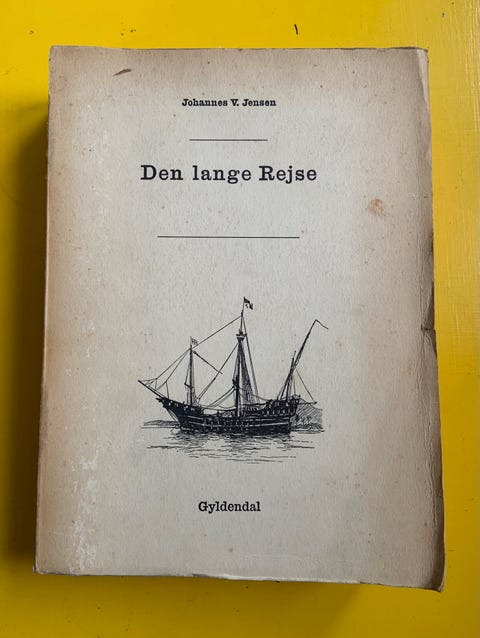 Johannes V. Jensen
Den lange Rejse
Gyldendal